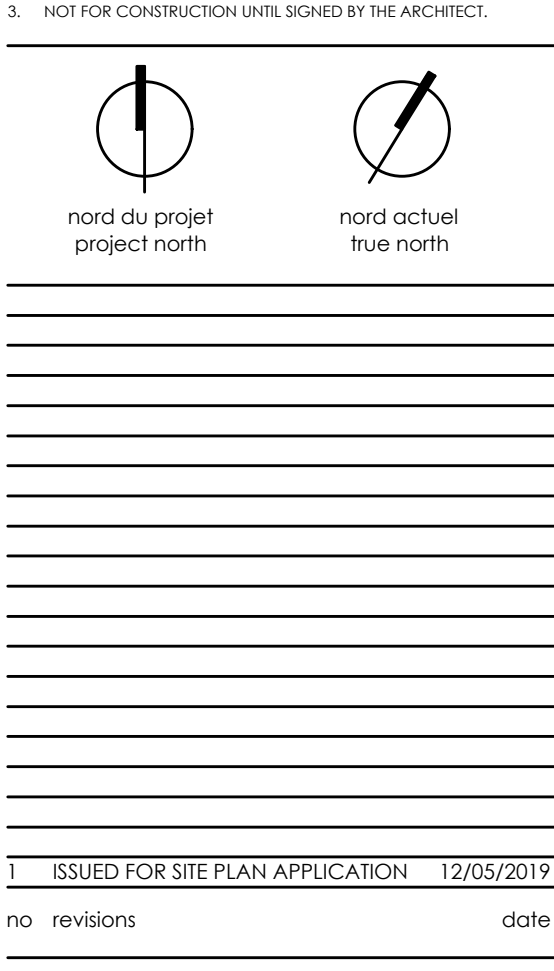 3. NOT FOR CONSTRUCTION UNTIL SIGNED BY THE ARCHITECT.
nord du projet
project north
nord actuel
true north
1 ISSUED FOR SITE PLAN APPLICATION 12/05/2019
no revisions date